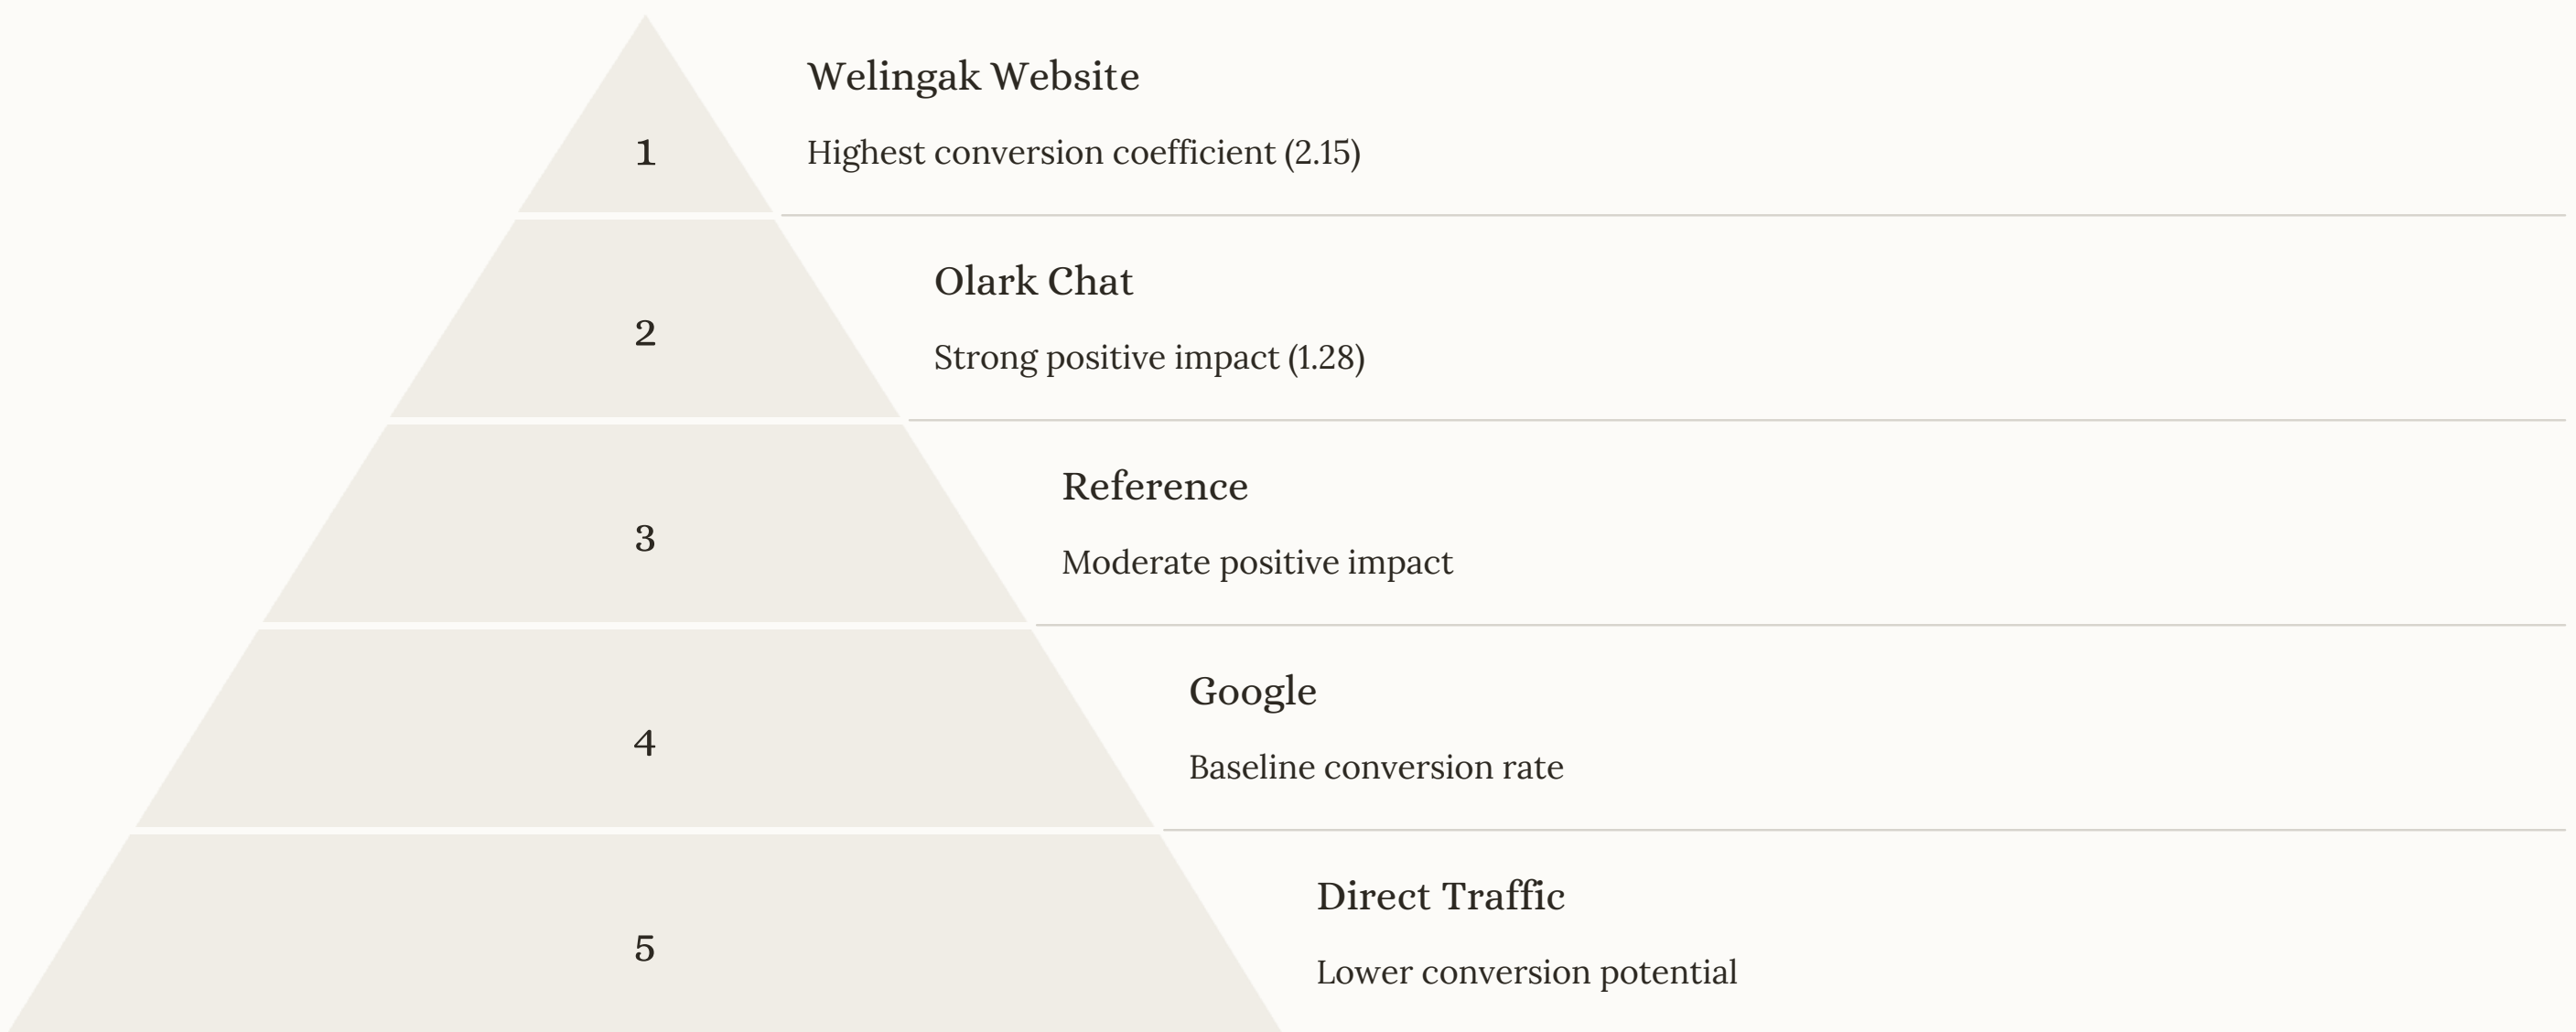 1
Welingak Website
Highest conversion coefficient (2.15)
2
Olark Chat
Strong positive impact (1.28)
3
Reference
Moderate positive impact
4
Google
Baseline conversion rate
5
Direct Traffic
Lower conversion potential